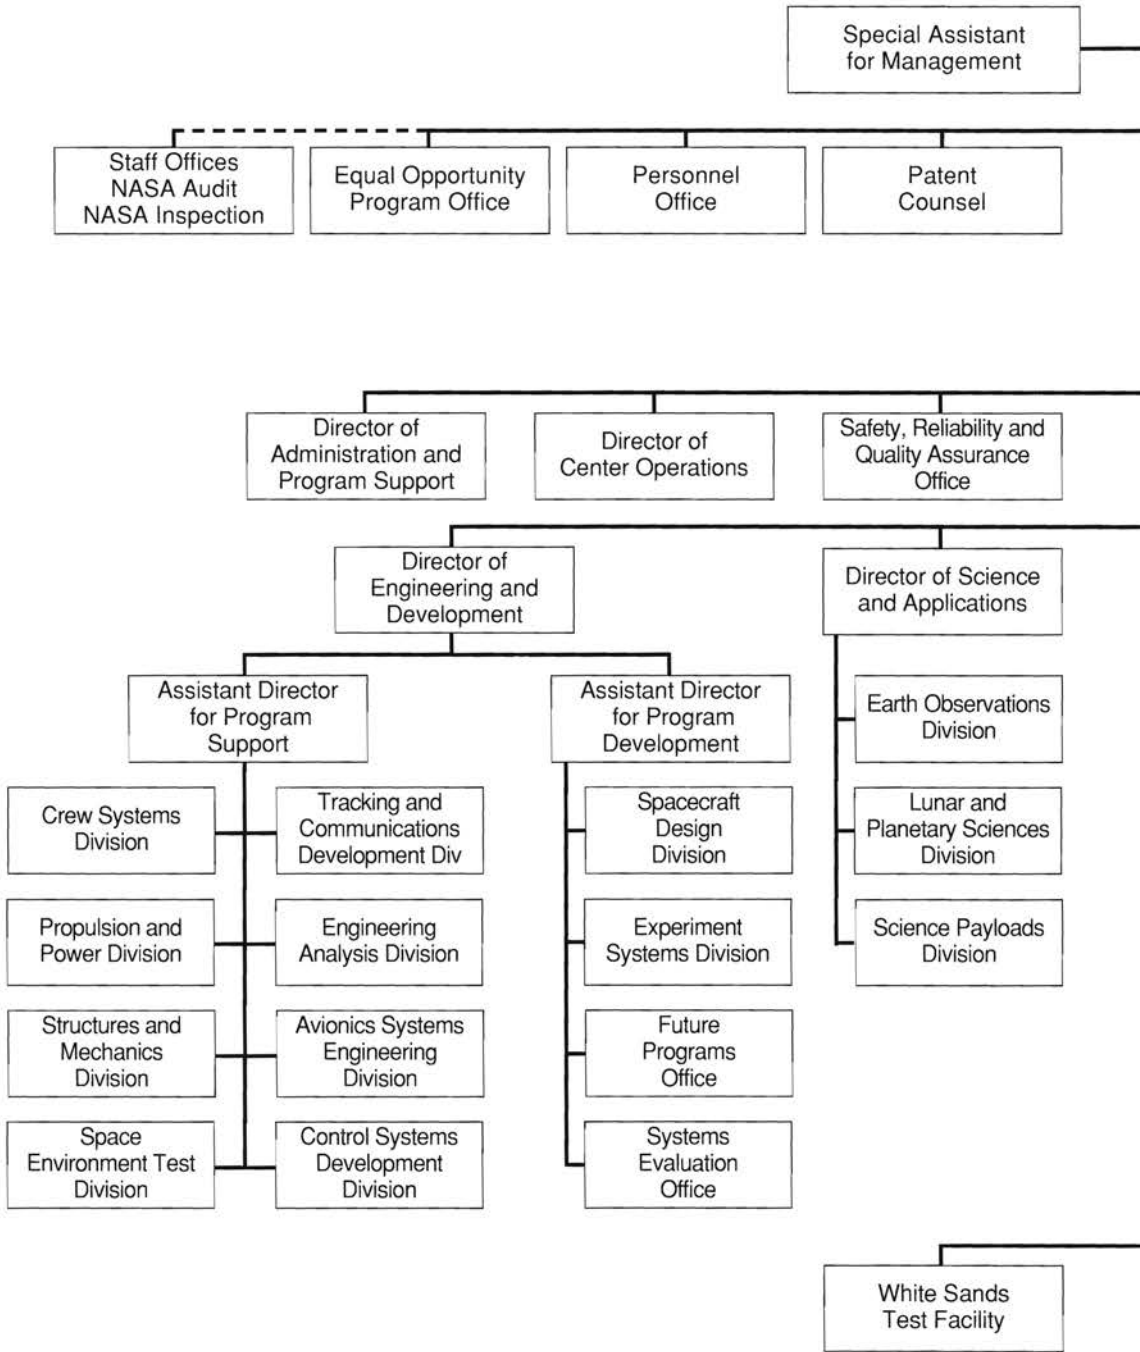 Special Assistant
for Management
Staff Offices
NASA Audit
NASA Inspection
Equal Opportunity
Program Office
Personnel
Office
Patent
Counsel
Director of
Administration and
Program Support
Director of
Center Operations
Safety, Reliability and
Quality Assurance
Office
Director of
Engineering and
Development
Director of Science
and Applications
Assistant Director
for Program
Support
Assistant Director
for Program
Development
Earth Observations
Division
Crew Systems
Division
Tracking and
Communications
Development Div
Spacecraft
Design
Division
Lunar and
Planetary Sciences
Division
Propulsion and
Power Division
Engineering
Analysis Division
Experiment
Systems Division
Science Payloads
Division
Structures and
Mechanics
Division
Avionics Systems
Engineering
Division
Future
Programs
Office
Space
Environment Test
Division
Control Systems
Development
Division
Systems
Evaluation
Office
White Sands
Test Facility